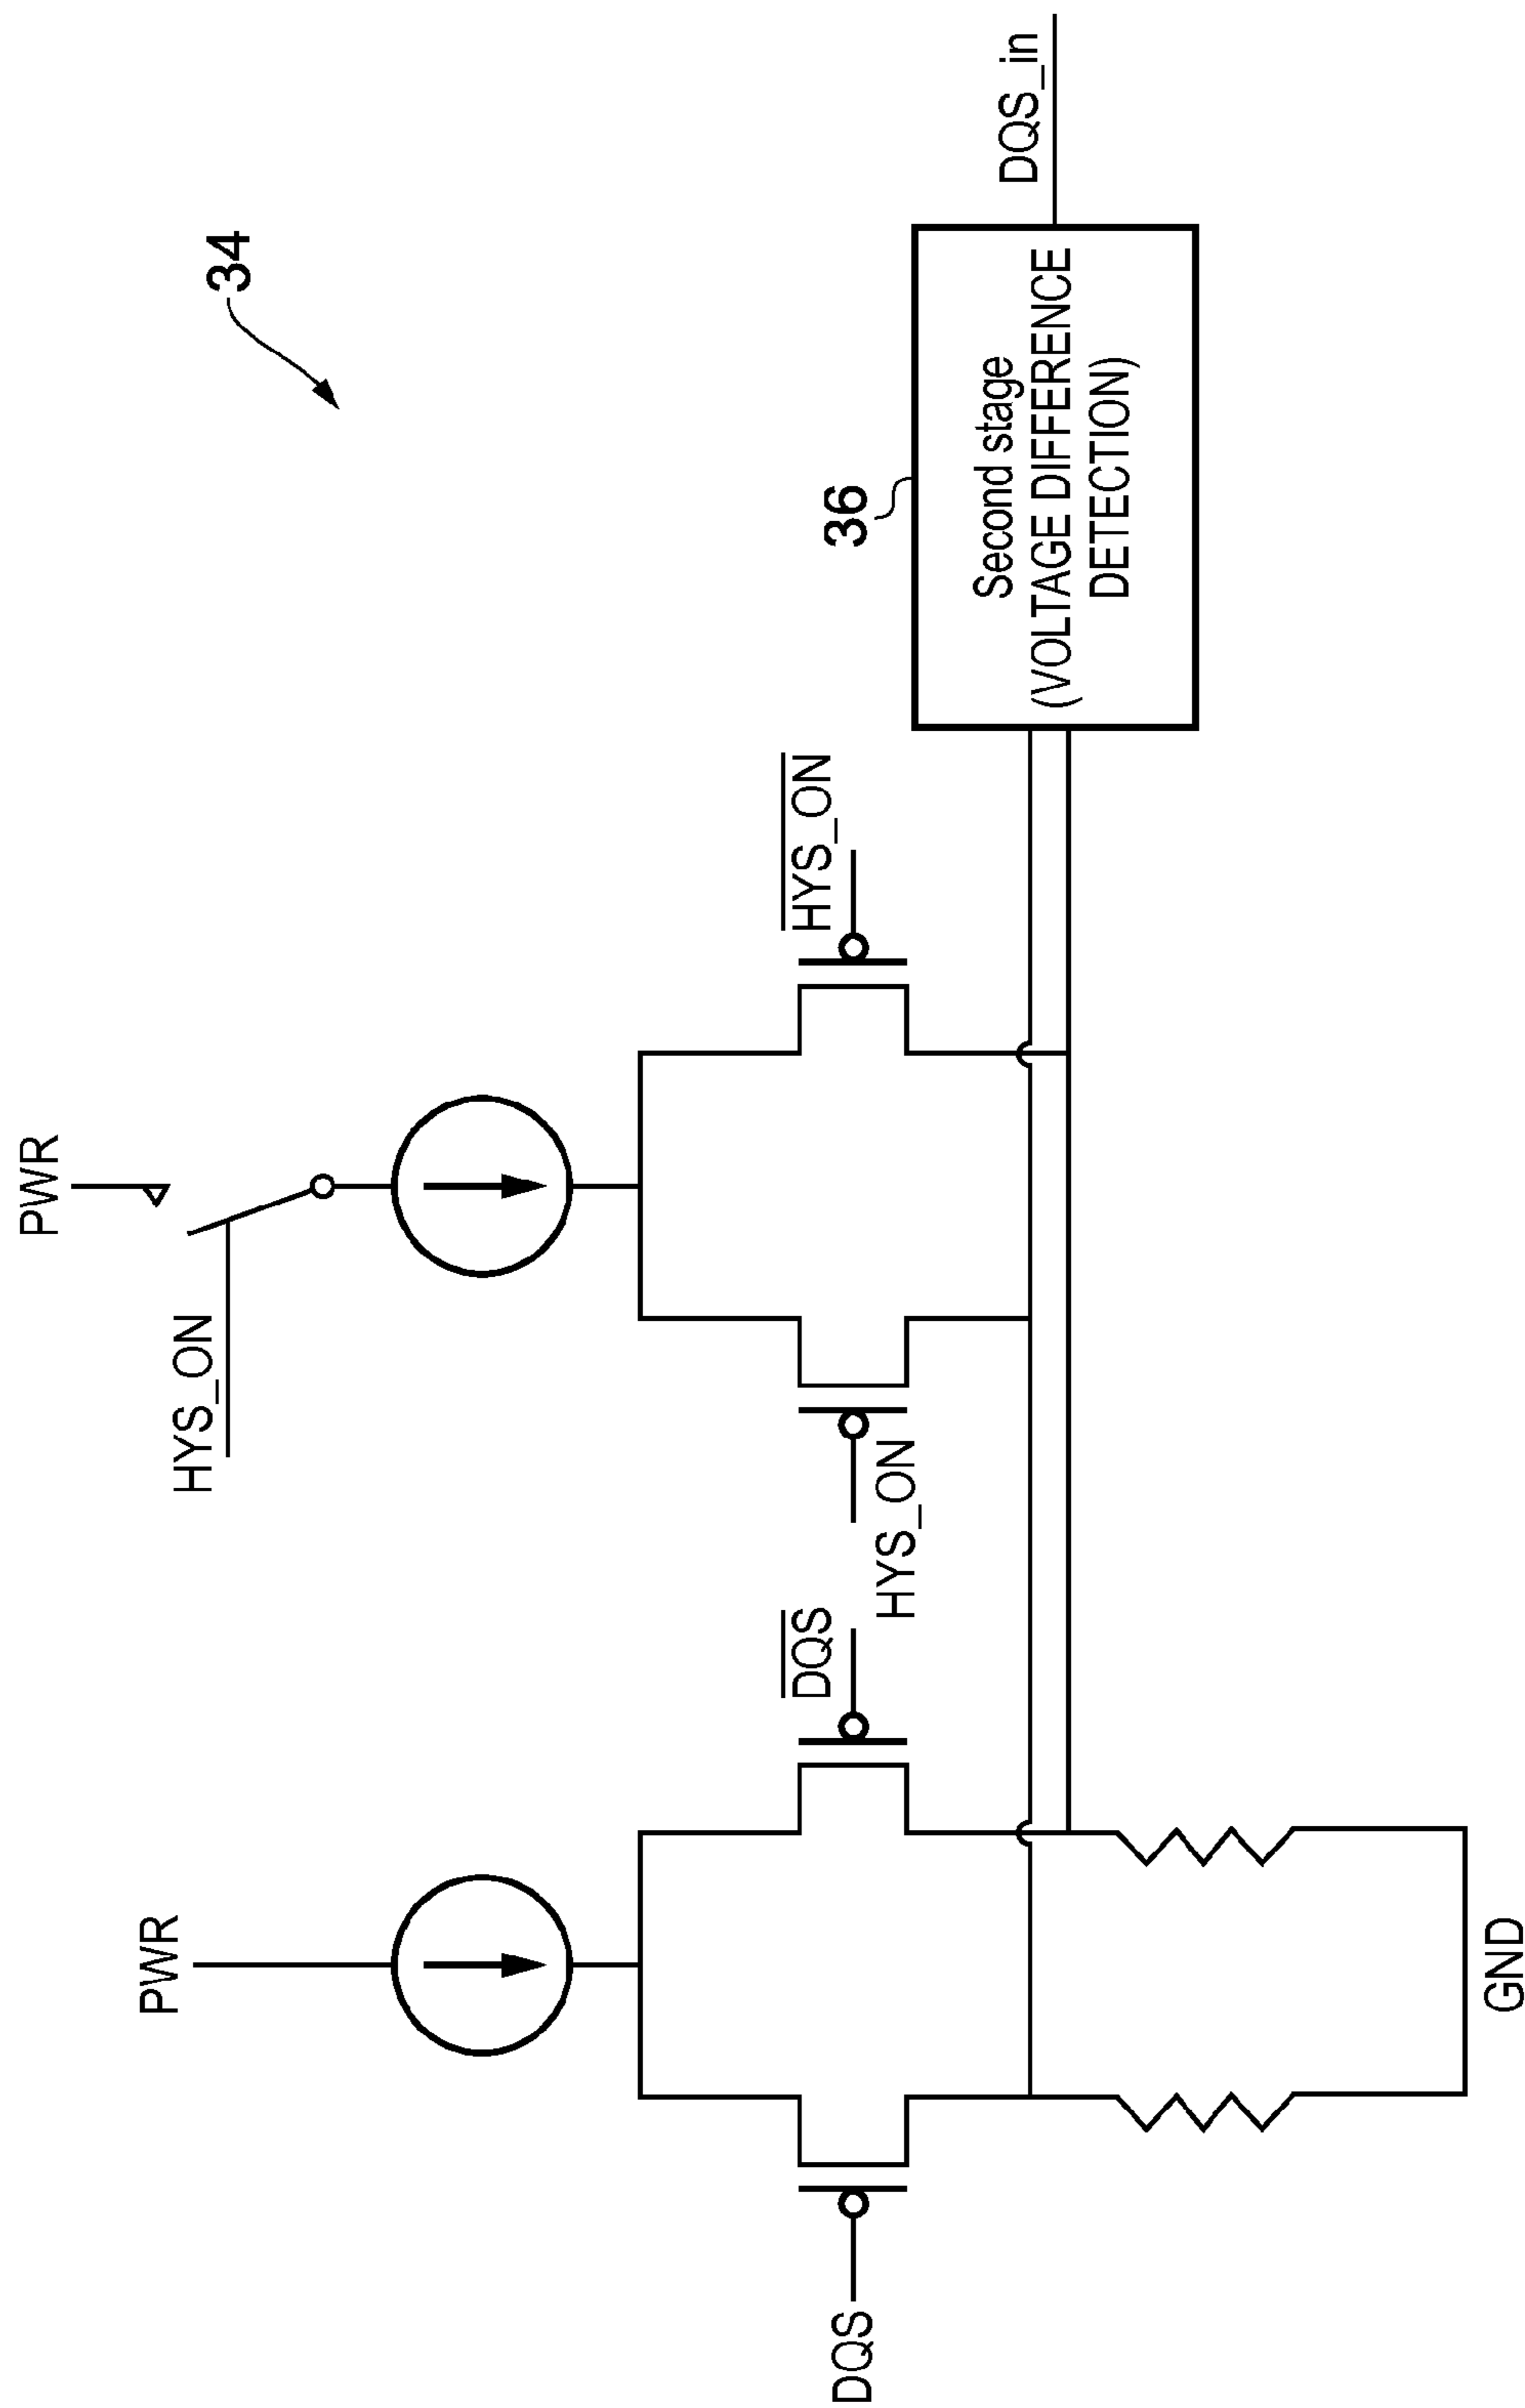 34
PWR
HYS_ON
PWR
DQS
DQS
HYS_ON
HYS_ON
36
Second stage
(VOLTAGE DIFFERENCE
DETECTION)
DQS_in
GND